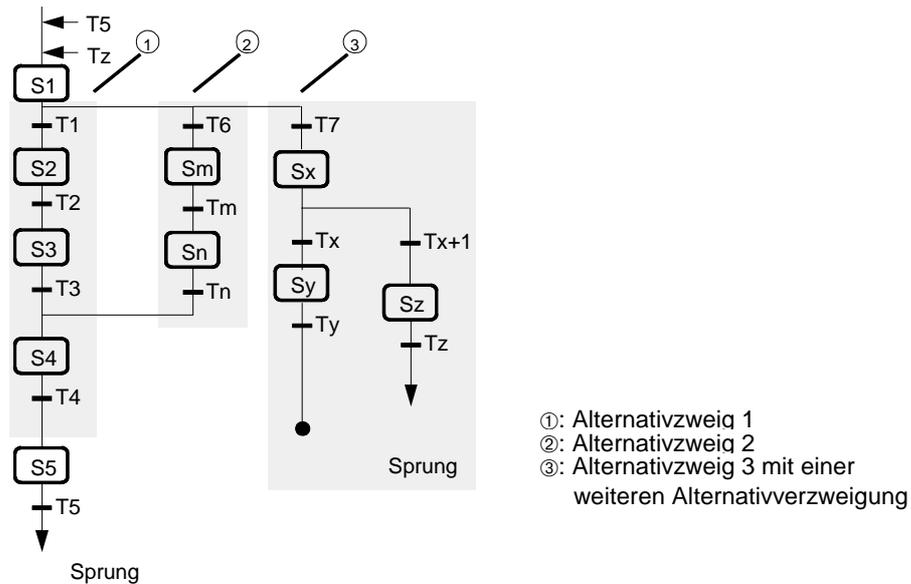 T5
Tz
① ② ③
S1
T1 T6 T7
S2 Sm Sx
T2 Tm
S3 Sn Tx Tx+1
T3 Tn Sy Sz
Ty Tz
S4
T4
S5 Sprung
T5
Sprung
①: Alternativzweig 1
②: Alternativzweig 2
③: Alternativzweig 3 mit einer
weiteren Alternativverzweigung